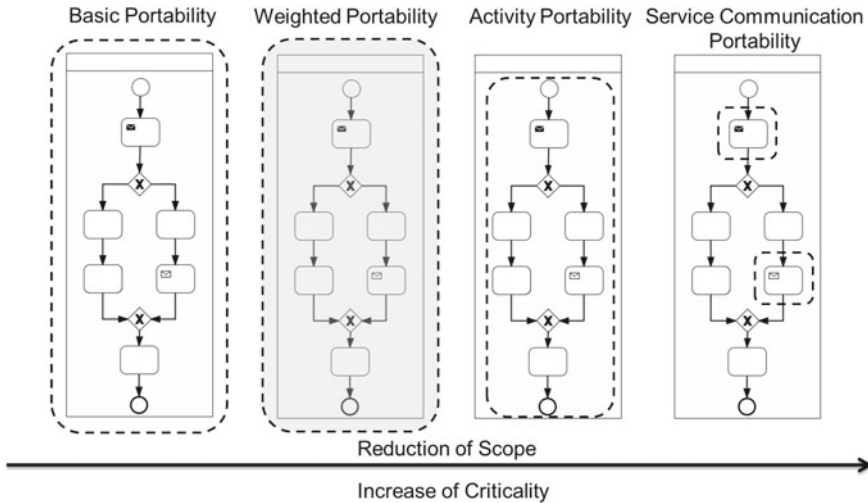 Basic Portability
Weighted Portability
Activity Portability
Service Communication
Portability
X
X
X
X
X
X
X
X
Reduction of Scope
Increase of Criticality